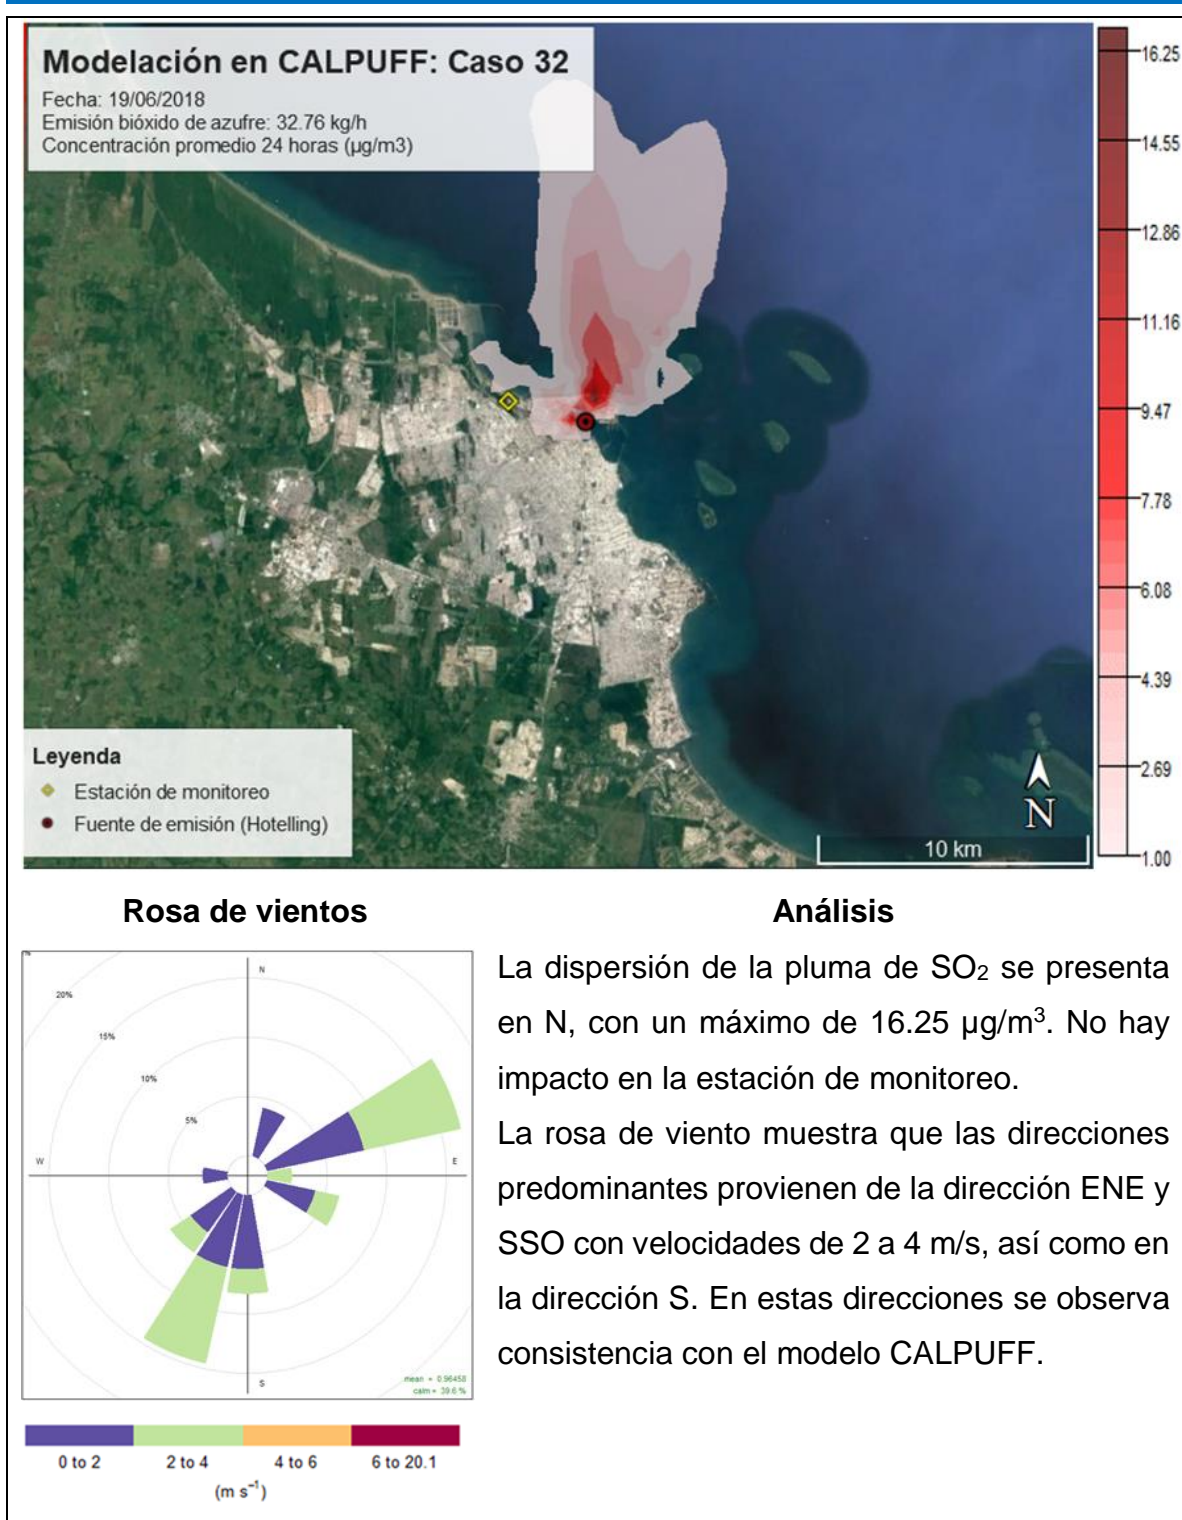 Modelación en CALPUFF: Caso 32
Fecha: 19/06/2018
Emisión bióxido de azufre: 32.76 kg/h
Concentración promedio 24 horas (µg/m3)
16.25
14.55
12.86
11.16
9.47
7.78
6.08
4.39
2.69
1.00
Leyenda
Estación de monitoreo
Fuente de emisión (Hotelling)
N
10 km
Rosa de vientos
20%
15%
10%
5%
N
W
E
S
mean = 0.96458
calm = 39.6 %
0 to 2
2 to 4
4 to 6
6 to 20.1
(m s⁻¹)
Análisis
La dispersión de la pluma de SO₂ se presenta
en N, con un máximo de 16.25 µg/m³. No hay
impacto en la estación de monitoreo.
La rosa de viento muestra que las direcciones
predominantes provienen de la dirección ENE y
SSO con velocidades de 2 a 4 m/s, así como en
la dirección S. En estas direcciones se observa
consistencia con el modelo CALPUFF.